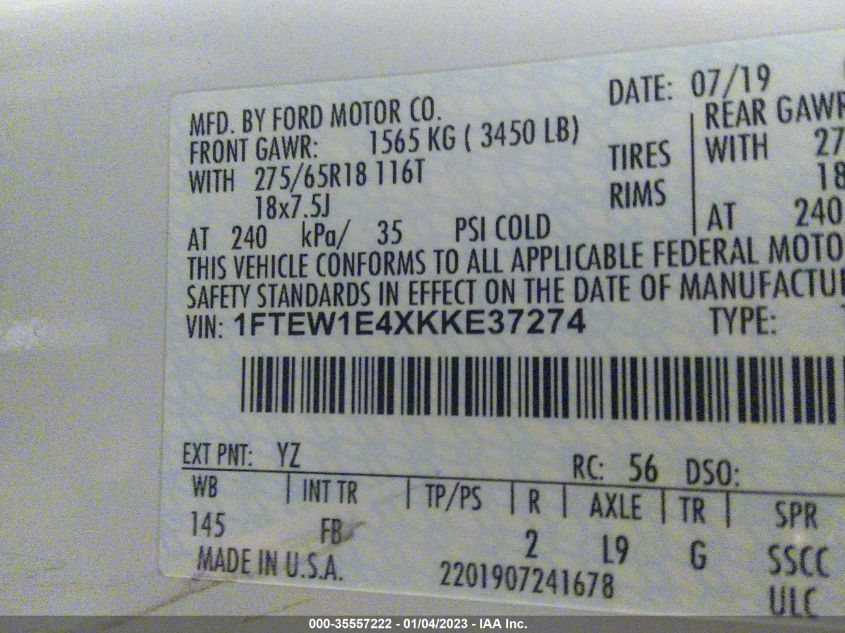 MFD. BY FORD MOTOR CO. DATE: 07/19
FRONT GAWR: 1565 KG ( 3450 LB) REAR GAWR
WITH 275/65R18 116T TIRES WITH 27
18x7.5J RIMS 18
AT 240 kPa/ 35 PSI COLD AT 240
THIS VEHICLE CONFORMS TO ALL APPLICABLE FEDERAL MOTO
SAFETY STANDARDS IN EFFECT ON THE DATE OF MANUFACTU
VIN: 1FTEW1E4XKKE37274 TYPE:
EXT PNT: YZ RC: 56 DSO:
WB INT TR TP/PS R AXLE TR SPR
145 FB 2 L9 G SSCC
MADE IN U.S.A. 2201907241678 ULC
000-35557222 - 01/04/2023 - IAA Inc.